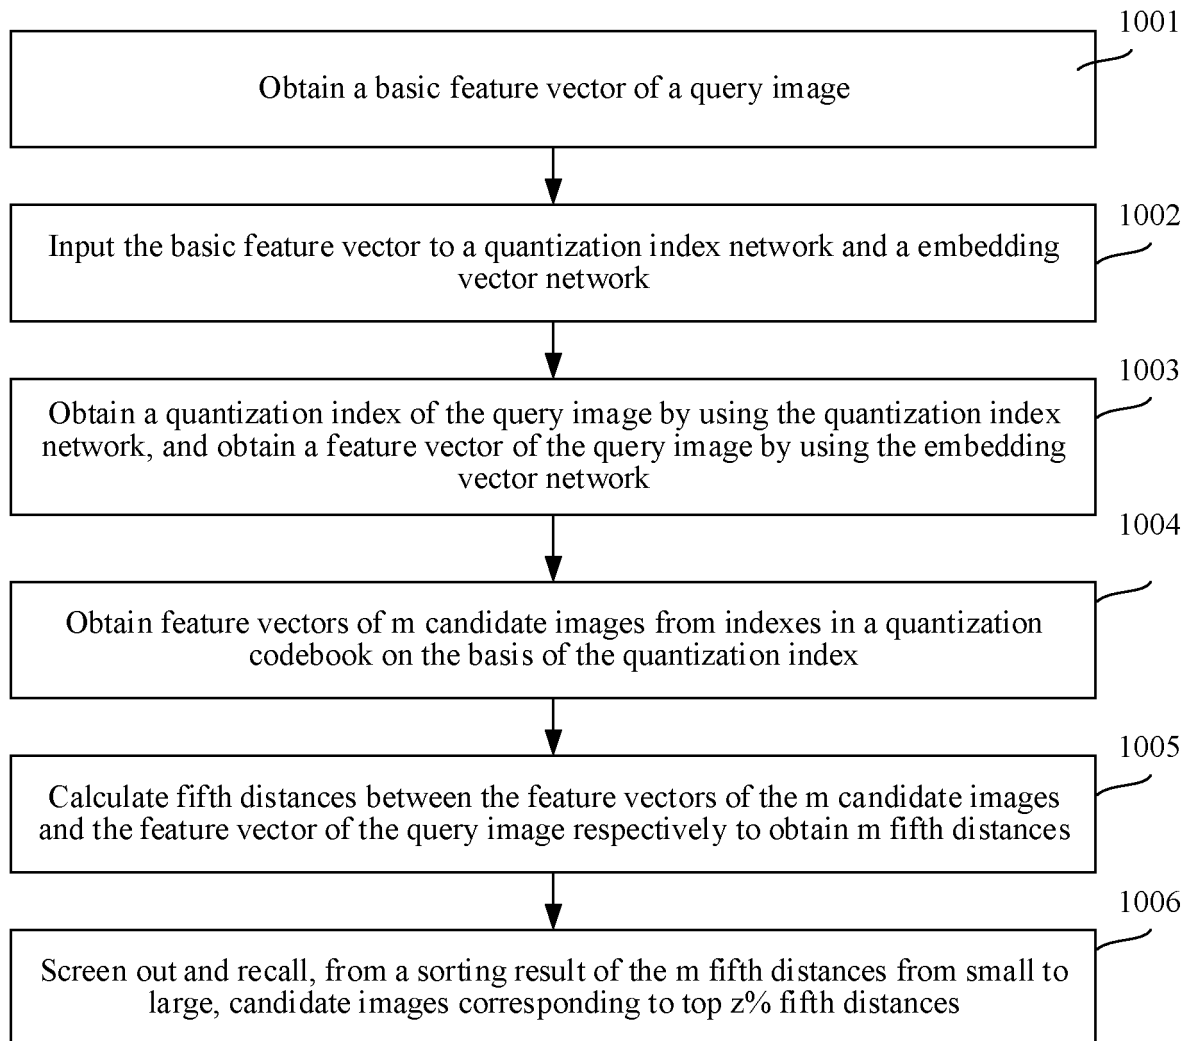 1001
Obtain a basic feature vector of a query image
1002
Input the basic feature vector to a quantization index network and a embedding
vector network
1003
Obtain a quantization index of the query image by using the quantization index
network, and obtain a feature vector of the query image by using the embedding
vector network
1004
Obtain feature vectors of m candidate images from indexes in a quantization
codebook on the basis of the quantization index
1005
Calculate fifth distances between the feature vectors of the m candidate images
and the feature vector of the query image respectively to obtain m fifth distances
1006
Screen out and recall, from a sorting result of the m fifth distances from small to
large, candidate images corresponding to top z% fifth distances